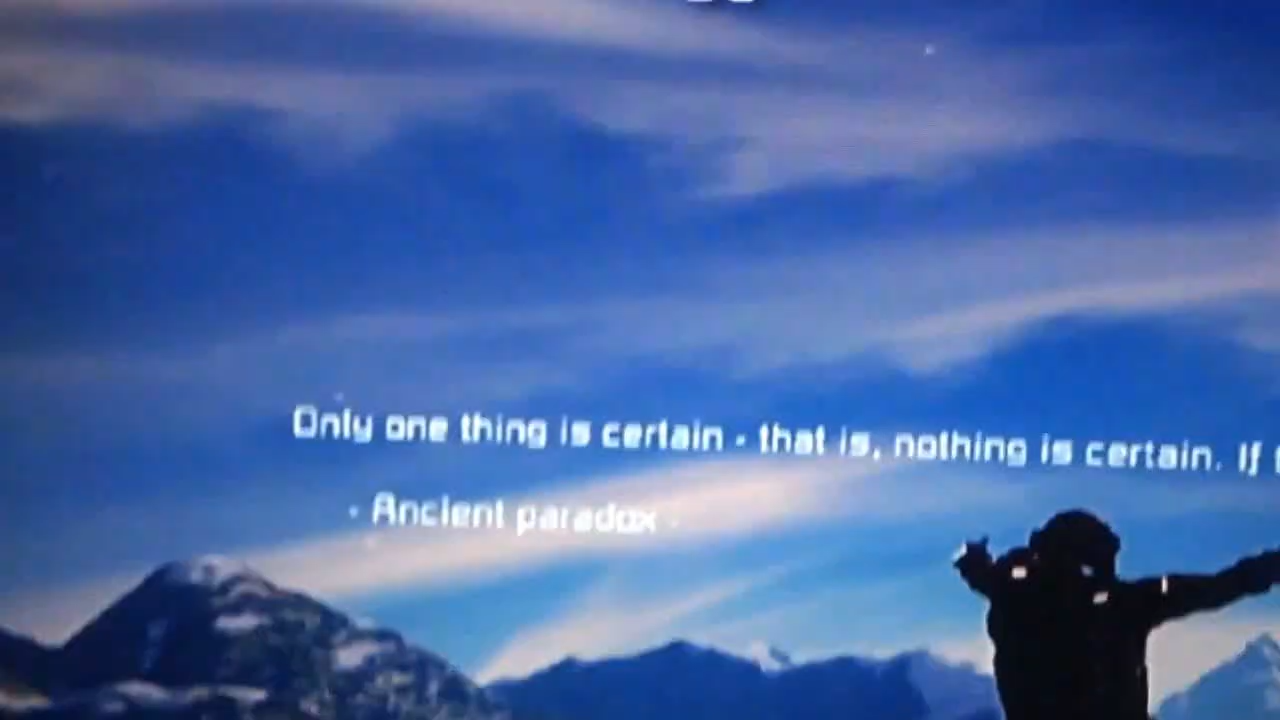 Only one thing is certain - that is, nothing is certain. If
- Ancient paradox -